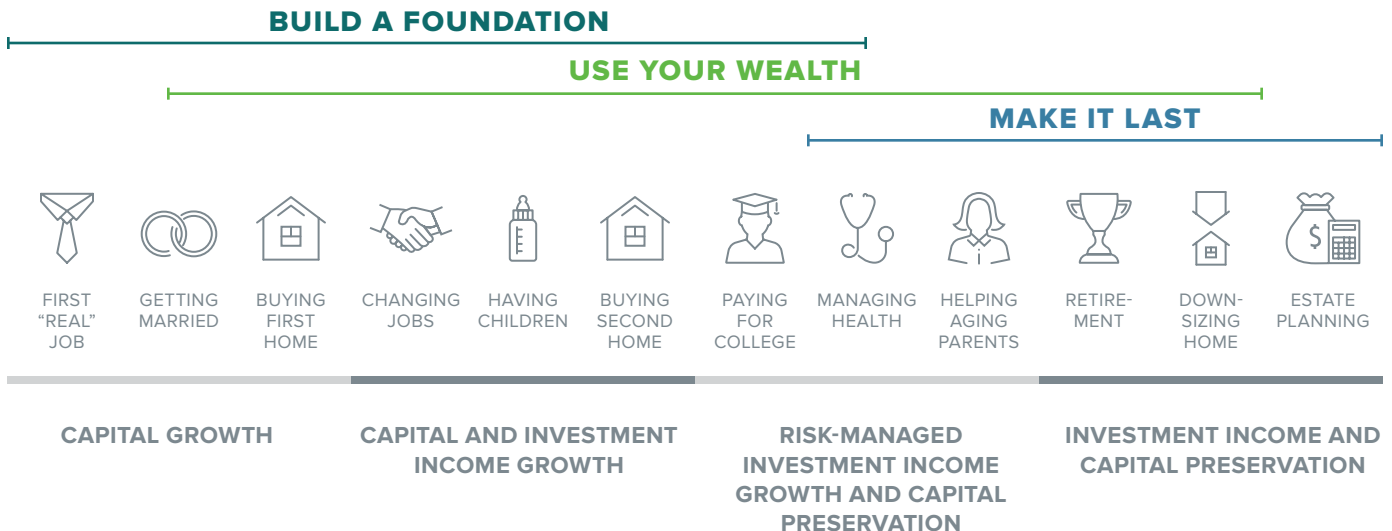 BUILD A FOUNDATION
USE YOUR WEALTH
MAKE IT LAST
$
FIRST
“REAL”
JOB
GETTING
MARRIED
BUYING
FIRST
HOME
CHANGING
JOBS
HAVING
CHILDREN
BUYING
SECOND
HOME
PAYING
FOR
COLLEGE
MANAGING
HEALTH
HELPING
AGING
PARENTS
RETIRE-
MENT
DOWN-
SIZING
HOME
ESTATE
PLANNING
CAPITAL GROWTH
CAPITAL AND INVESTMENT
INCOME GROWTH
RISK-MANAGED
INVESTMENT INCOME
GROWTH AND CAPITAL
PRESERVATION
INVESTMENT INCOME AND
CAPITAL PRESERVATION